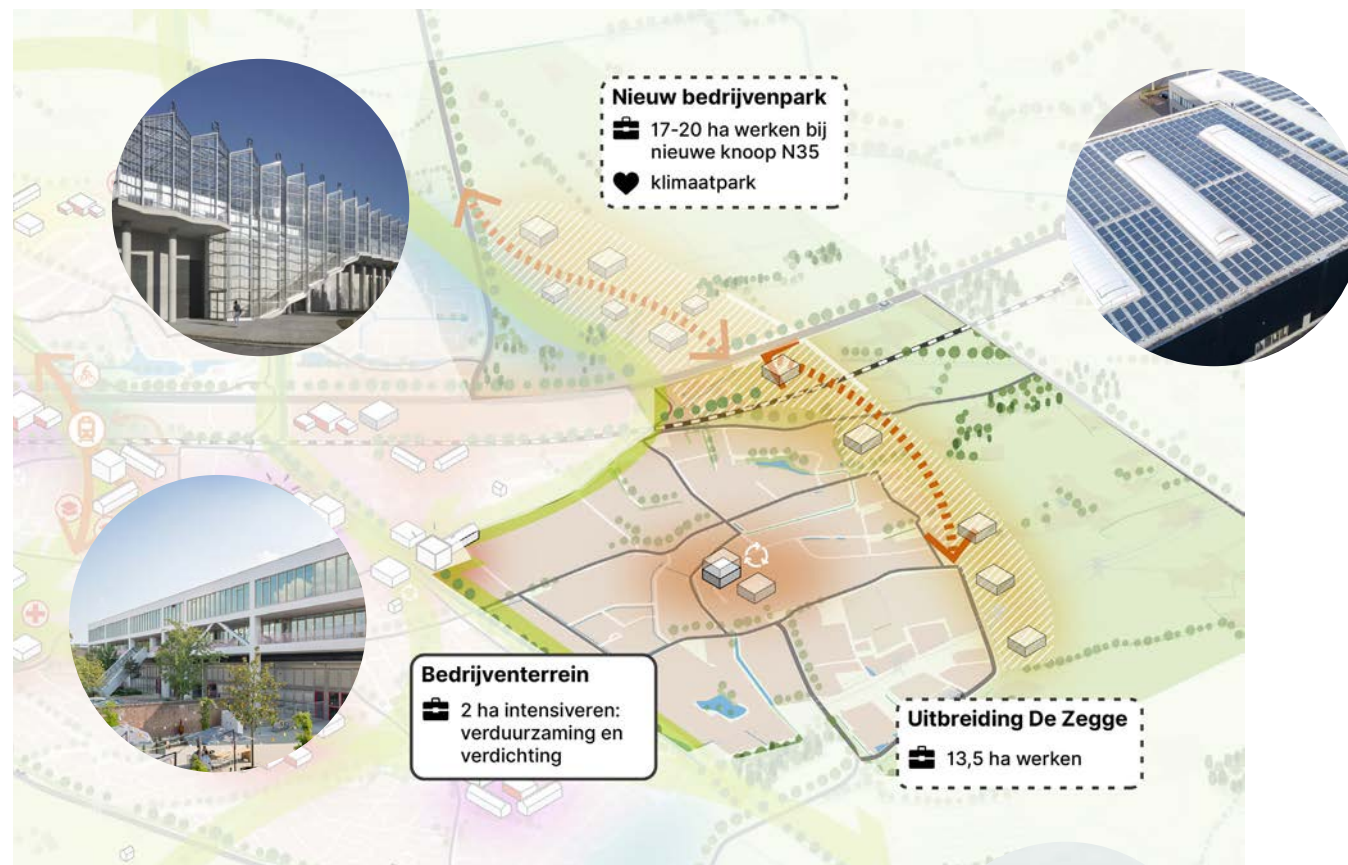 Nieuw bedrijvenpark
17-20 ha werken bij
nieuwe knoop N35
klimaatpark
Bedrijventerrein
2 ha intensiveren:
verduurzaming en
verdichting
Uitbreiding De Zegge
13,5 ha werken